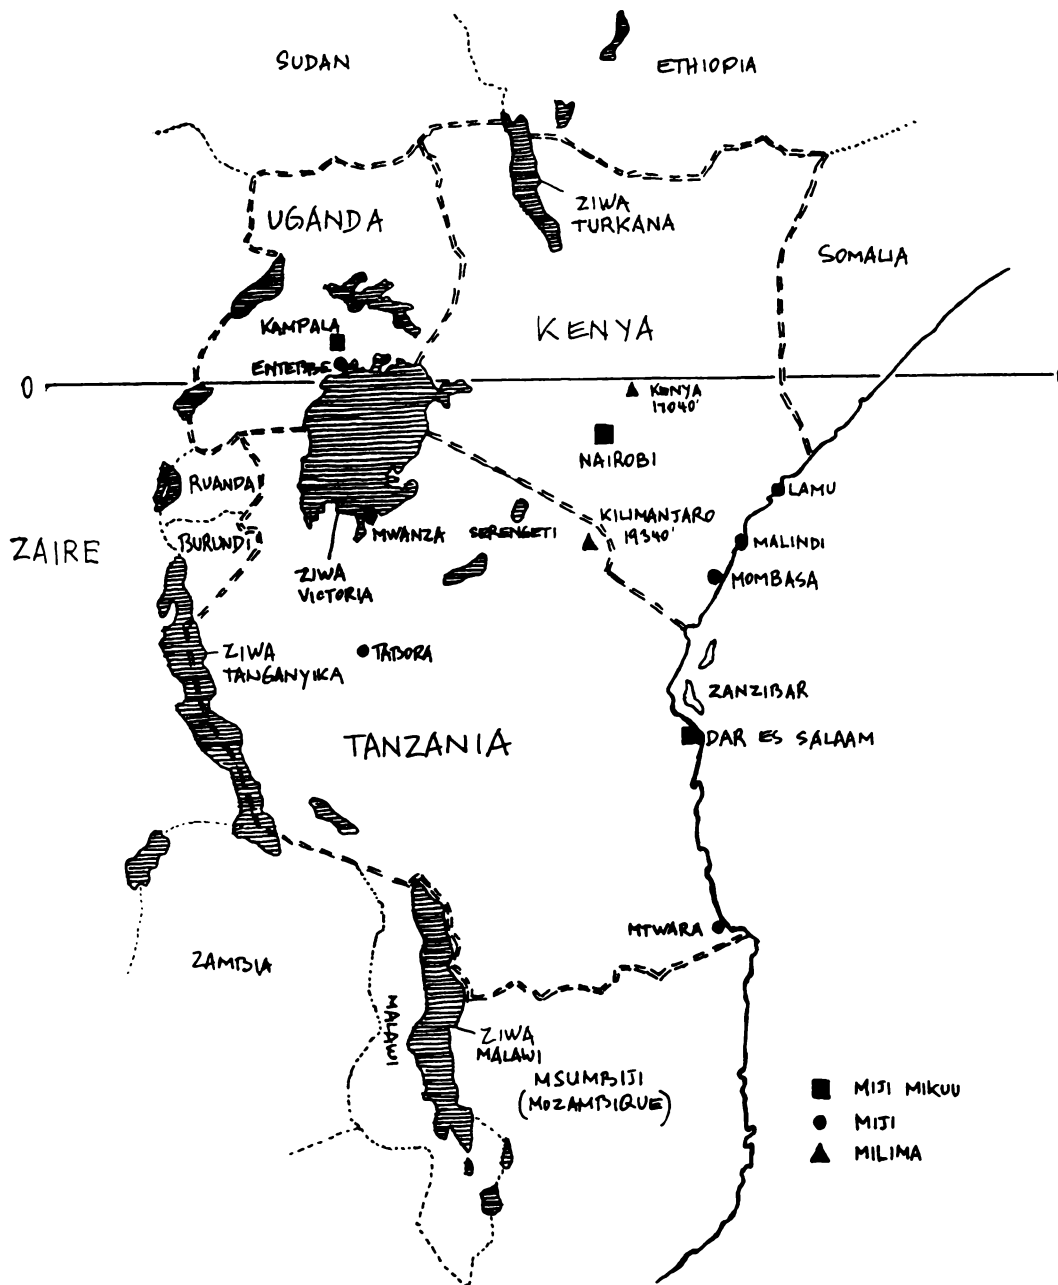 SUDAN
ETHIOPIA
ZIWA
TURKANA
UGANDA
SOMALIA
KENYA
KAMPALA
ENTEBBE
0
KENYA
17040'
NAIROBI
RUANDA
LAMU
KILIMANJARO
19340'
MWANZA
SERENGETI
BURUNDI
ZAIRE
MALINDI
ZIWA
VICTORIA
MOMBASA
ZIWA
TANGANYIKA
TABORA
ZANZIBAR
TANZANIA
DAR ES SALAAM
MTWARA
ZAMBIA
MALAWI
ZIWA
MALAWI
MSUMBIJI
(MOZAMBIQUE)
MIJI MIKUU
MIJI
MILIMA